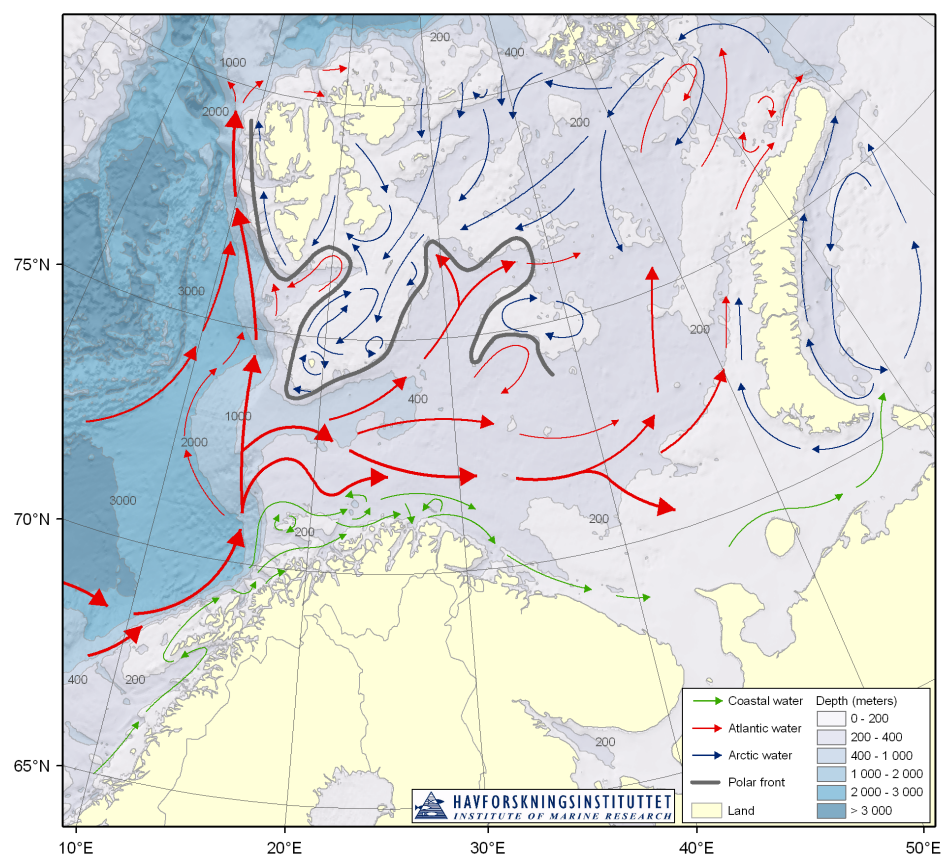 200
400
1000
2000
200
75°N
3000
200
400
1000
2000
3000
70°N
200
200
400
200
200
65°N
Coastal water
Atlantic water
Arctic water
Polar front
Land
Depth (meters)
0 - 200
200 - 400
400 - 1 000
1 000 - 2 000
2 000 - 3 000
> 3 000
HAVFORSKNINGSINSTITUTTET
INSTITUTE OF MARINE RESEARCH
10°E
20°E
30°E
40°E
50°E